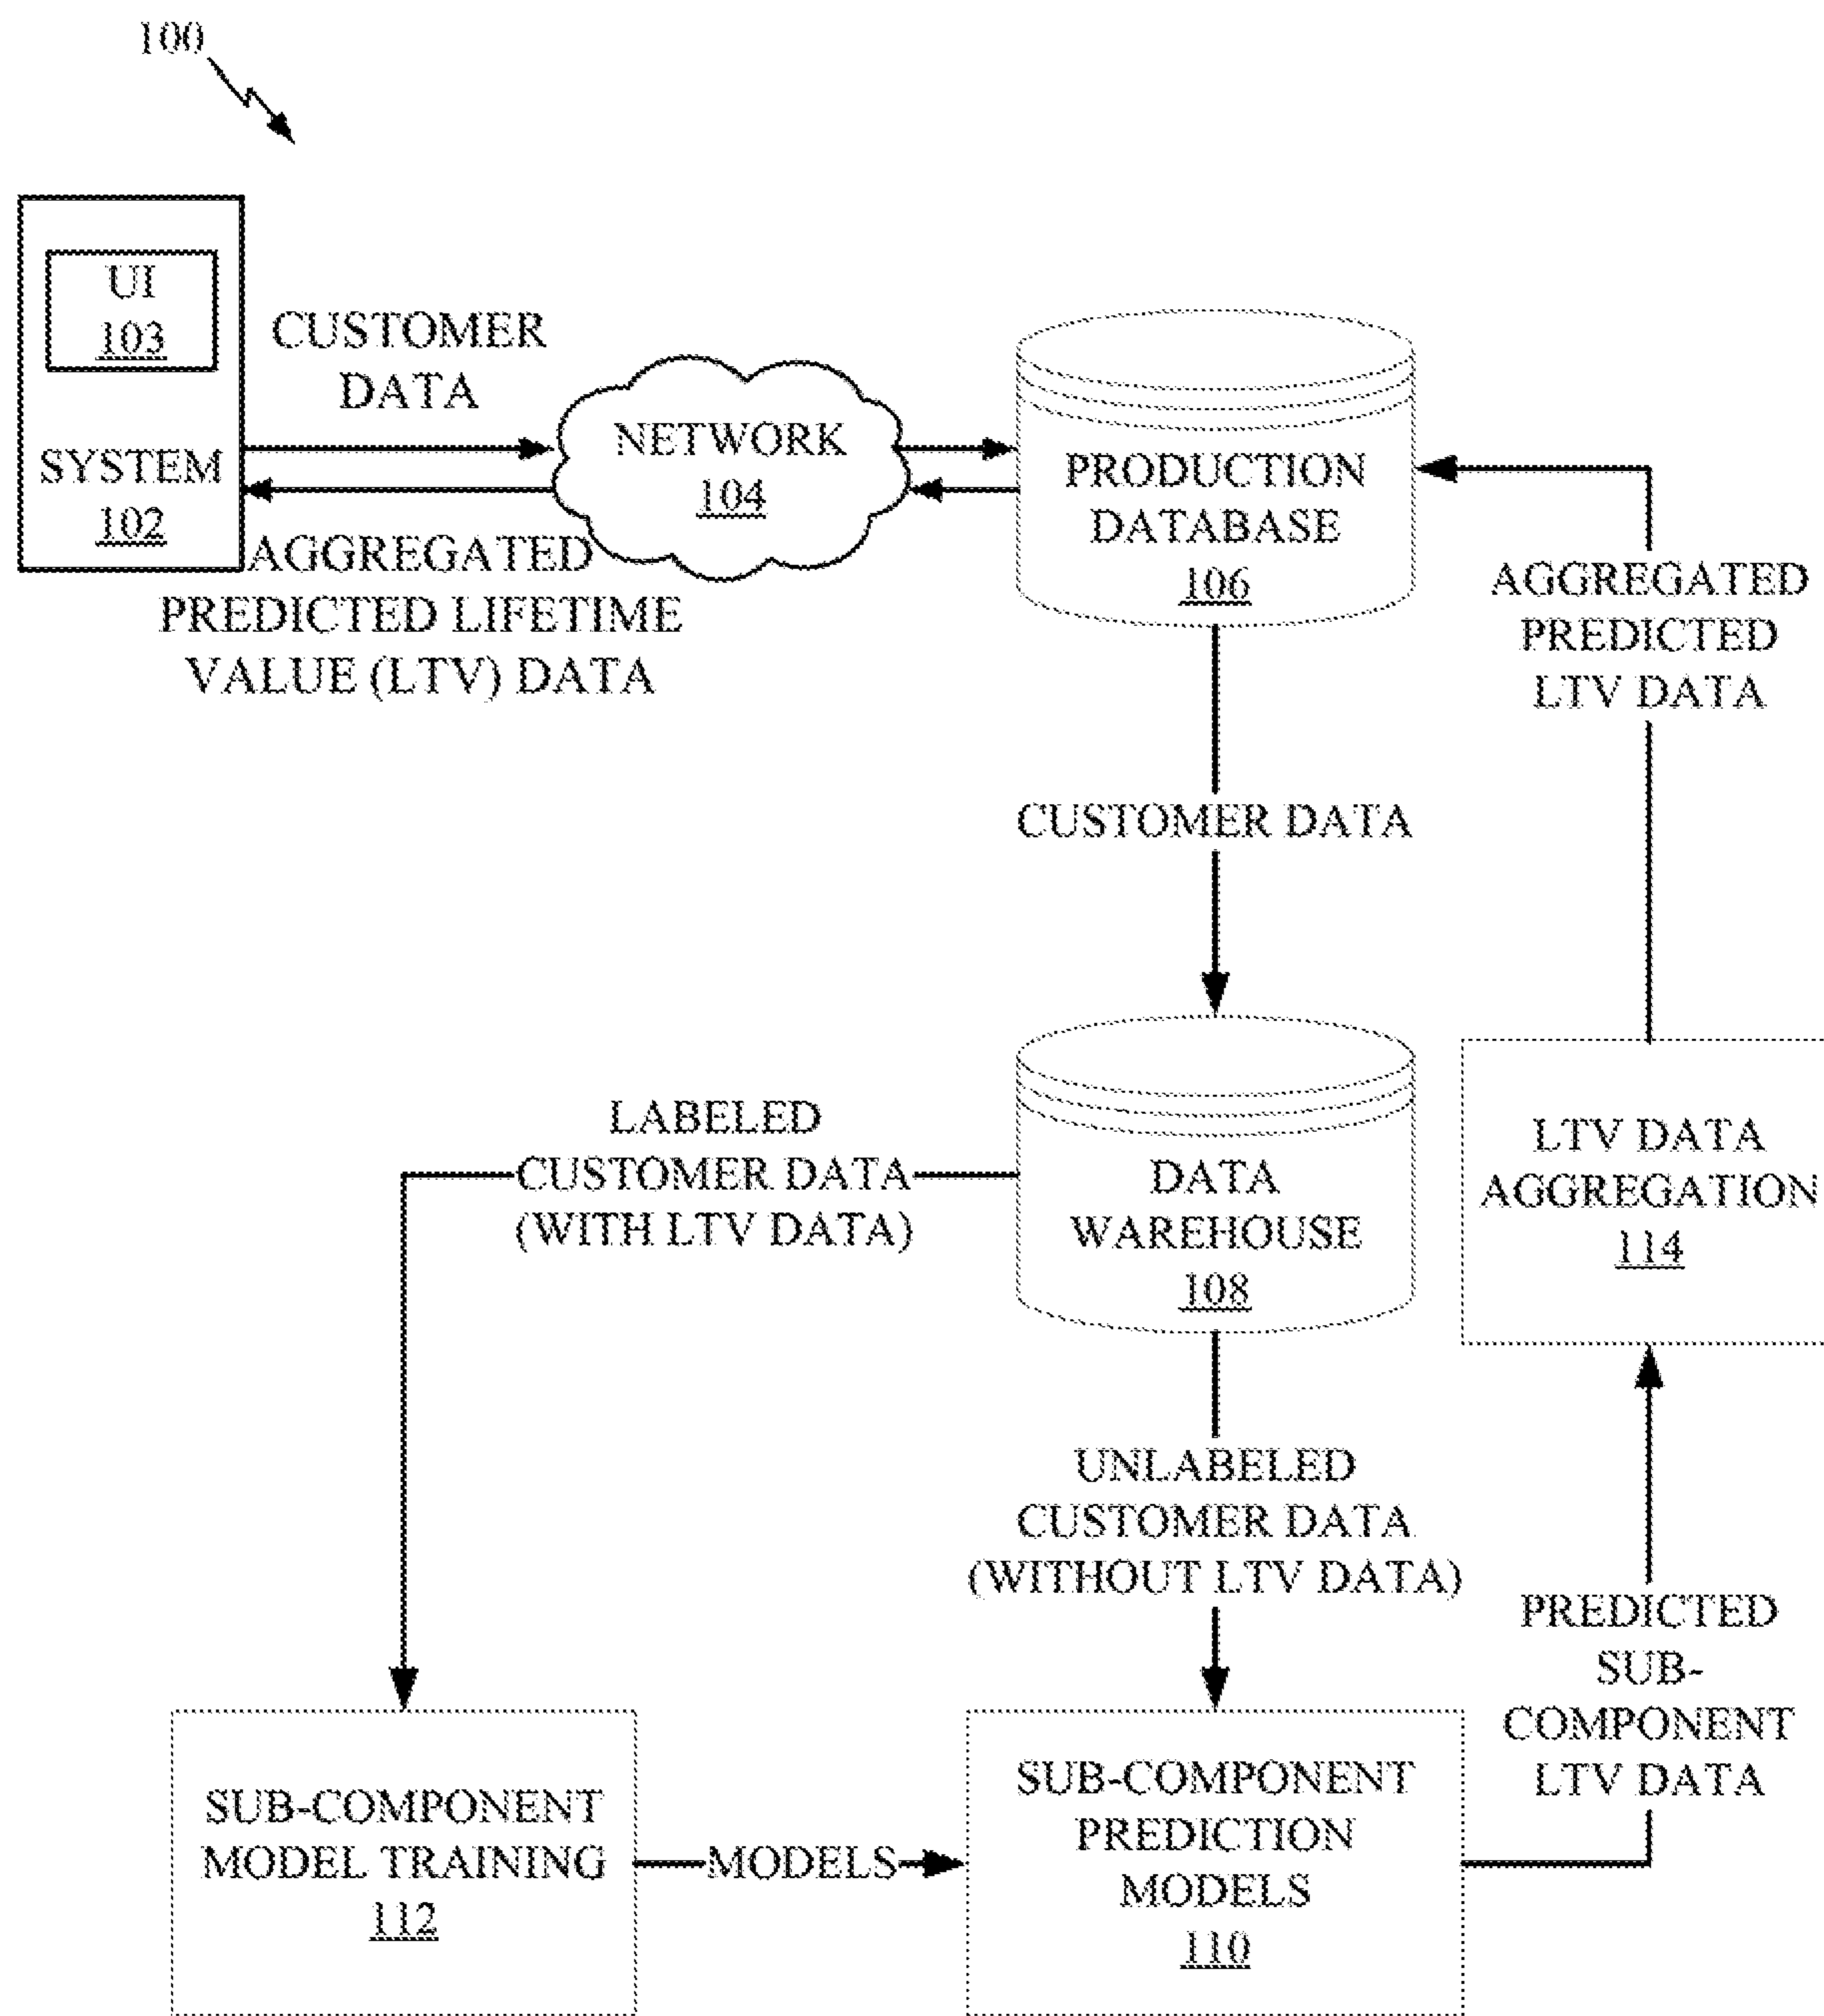 100
UI
103
SYSTEM
102
CUSTOMER
DATA
NETWORK
104
AGGREGATED
PREDICTED LIFETIME
VALUE (LTV) DATA
PRODUCTION
DATABASE
106
AGGREGATED
PREDICTED
LTV DATA
CUSTOMER DATA
LABELED
CUSTOMER DATA
(WITH LTV DATA)
DATA
WAREHOUSE
108
LTV DATA
AGGREGATION
114
UNLABELED
CUSTOMER DATA
(WITHOUT LTV DATA)
PREDICTED
SUB-
COMPONENT
LTV DATA
SUB-COMPONENT
MODEL TRAINING
112
MODELS
SUB-COMPONENT
PREDICTION
MODELS
110